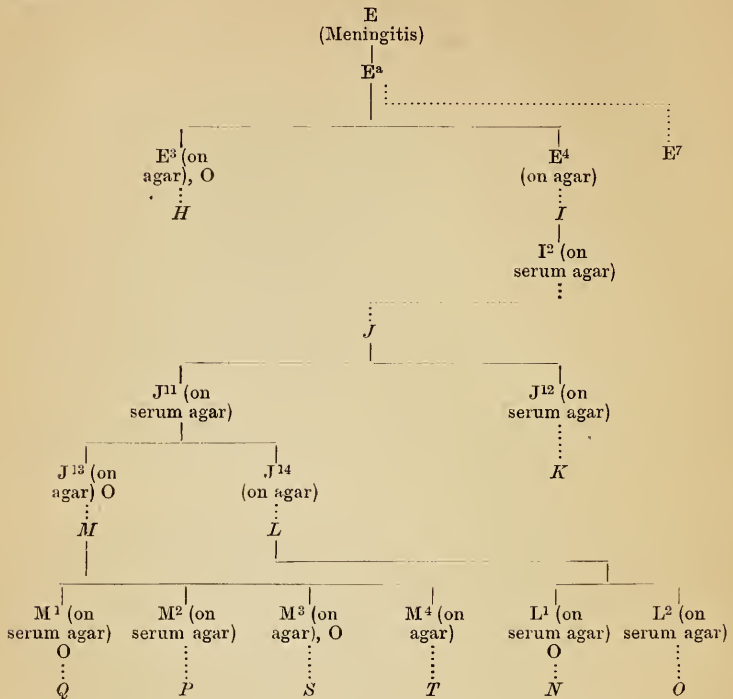 E
(Meningitis)
Eᵃ
E³ (on
agar), O
E⁴
(on agar)
E⁷
H
I
I² (on
serum agar)
J
J¹¹ (on
serum agar)
J¹² (on
serum agar)
J¹³ (on
agar) O
J¹⁴
(on agar)
K
M
L
M¹ (on
serum agar)
O
M² (on
serum agar)
M³ (on
agar), O
M⁴ (on
agar)
L¹ (on
serum agar)
O
L² (on
serum agar)
Q
P
S
T
N
O